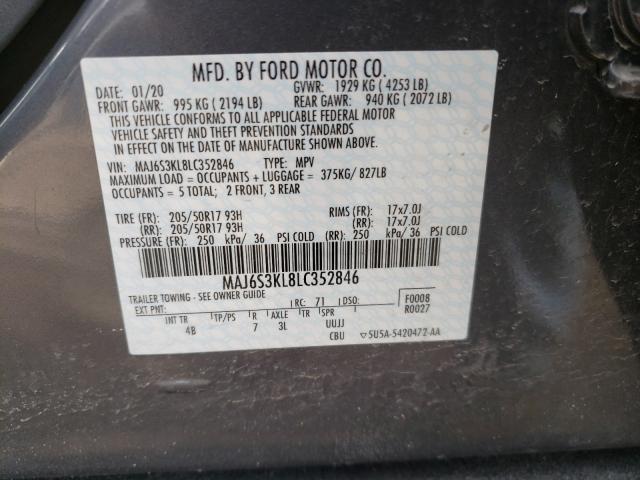 MFD. BY FORD MOTOR CO.
DATE: 01/20 GVWR: 1929 KG ( 4253 LB)
FRONT GAWR: 995 KG ( 2194 LB) REAR GAWR: 940 KG ( 2072 LB)
THIS VEHICLE CONFORMS TO ALL APPLICABLE FEDERAL MOTOR
VEHICLE SAFETY AND THEFT PREVENTION STANDARDS
IN EFFECT ON THE DATE OF MANUFACTURE SHOWN ABOVE.
VIN: MAJ6S3KL8LC352846 TYPE: MPV
MAXIMUM LOAD = OCCUPANTS + LUGGAGE = 375KG/ 827LB
OCCUPANTS = 5 TOTAL; 2 FRONT, 3 REAR
TIRE (FR): 205/50R17 93H RIMS (FR): 17x7.0J
(RR): 205/50R17 93H (RR): 17x7.0J
PRESSURE (FR): 250 kPa/ 36 PSI COLD (RR): 250 kPa/ 36 PSI COLD
MAJ6S3KL8LC352846
TRAILER TOWING - SEE OWNER GUIDE
EXT PNT: RC: 71 DSO: F0008
R0027
INT TR TP/PS R AXLE TR SPR
4B 7 3L UUJJ
CBU ▽5U5A-5420472-AA